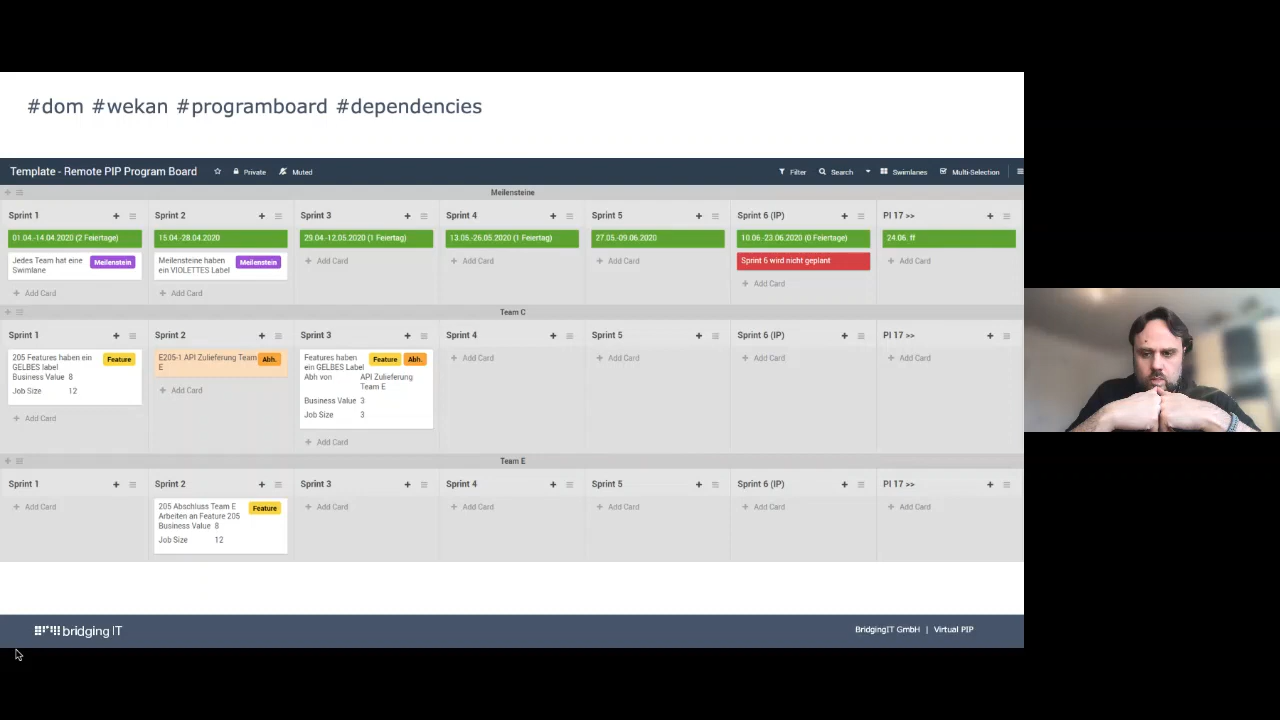 #dom #wekan #programboard #dependencies
Template - Remote PIP Program Board Private Muted Filter Search Swimlanes Multi-Selection
Meilensteine
Sprint 1 Sprint 2 Sprint 3 Sprint 4 Sprint 5 Sprint 6 (IP) PI 17 >>
01.04.-14.04.2020 (2 Feiertage) 15.04.-28.04.2020 29.04.-12.05.2020 (1 Feiertag) 13.05.-26.05.2020 (1 Feiertag) 27.05.-09.06.2020 10.06.-23.06.2020 (0 Feiertage) 24.06. ff
Jedes Team hat eine Swimlane
Meilenstein
Meilensteine haben ein VIOLETTES Label
Meilenstein
+ Add Card
+ Add Card
Sprint 6 wird nicht geplant
+ Add Card
+ Add Card
+ Add Card
+ Add Card
+ Add Card
Team C
Sprint 1 Sprint 2 Sprint 3 Sprint 4 Sprint 5 Sprint 6 (IP) PI 17 >>
205 Features haben ein
GELBES label
Feature
Business Value 8
Job Size 12
+ Add Card
E205-1 API Zulieferung Team
E
Abh.
+ Add Card
Features haben
ein GELBES Label
Feature Abh.
Abh von API Zulieferung
Team E
Business Value 3
Job Size 3
+ Add Card
+ Add Card
+ Add Card
+ Add Card
+ Add Card
Team E
Sprint 1 Sprint 2 Sprint 3 Sprint 4 Sprint 5 Sprint 6 (IP) PI 17 >>
+ Add Card
205 Abschluss Team E
Arbeiten an Feature 205
Feature
Business Value 8
Job Size 12
+ Add Card
+ Add Card
+ Add Card
+ Add Card
+ Add Card
bridging IT
BridgingIT GmbH | Virtual PIP